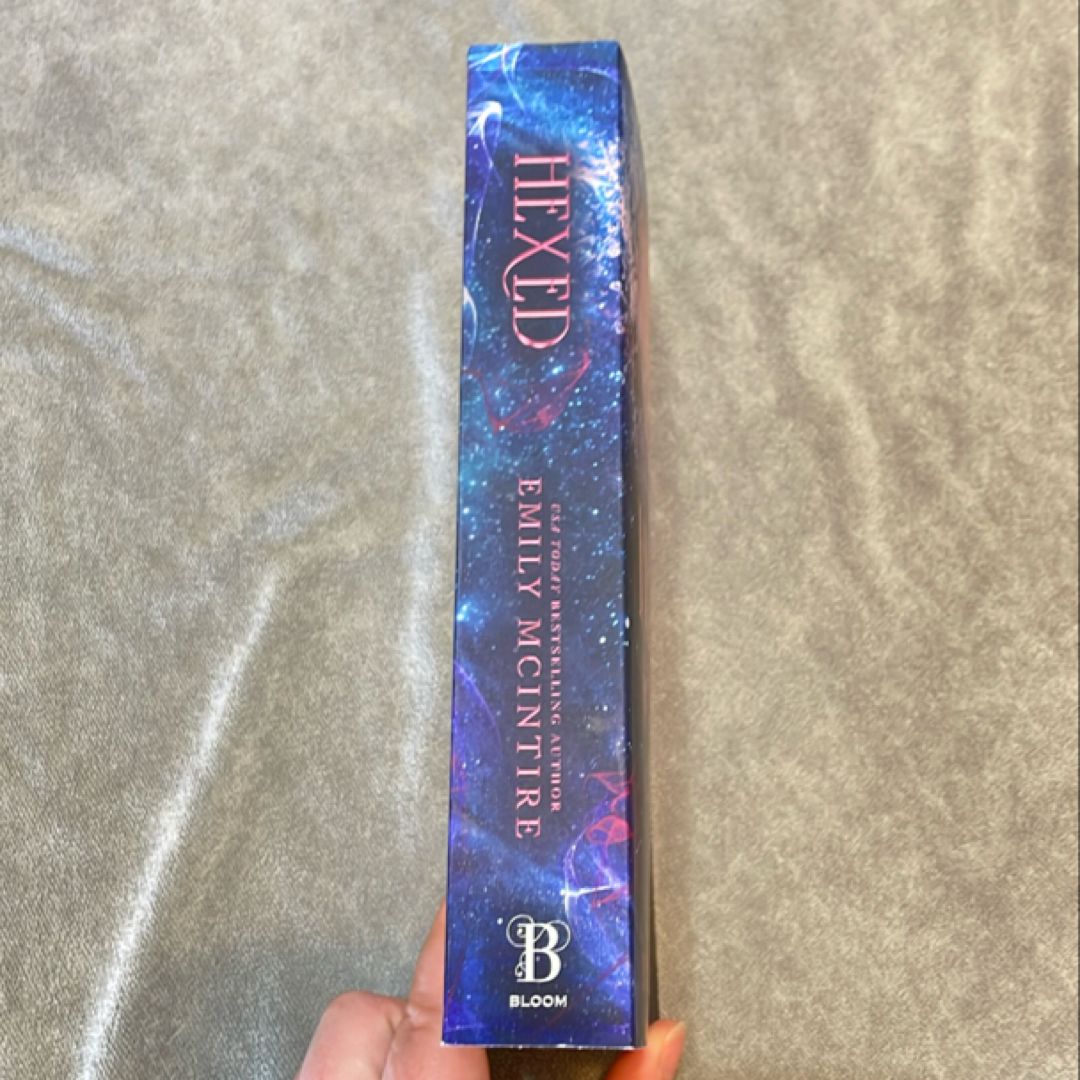 HEXED
USA TODAY BESTSELLING AUTHOR
EMILY MCINTIRE
B
BLOOM